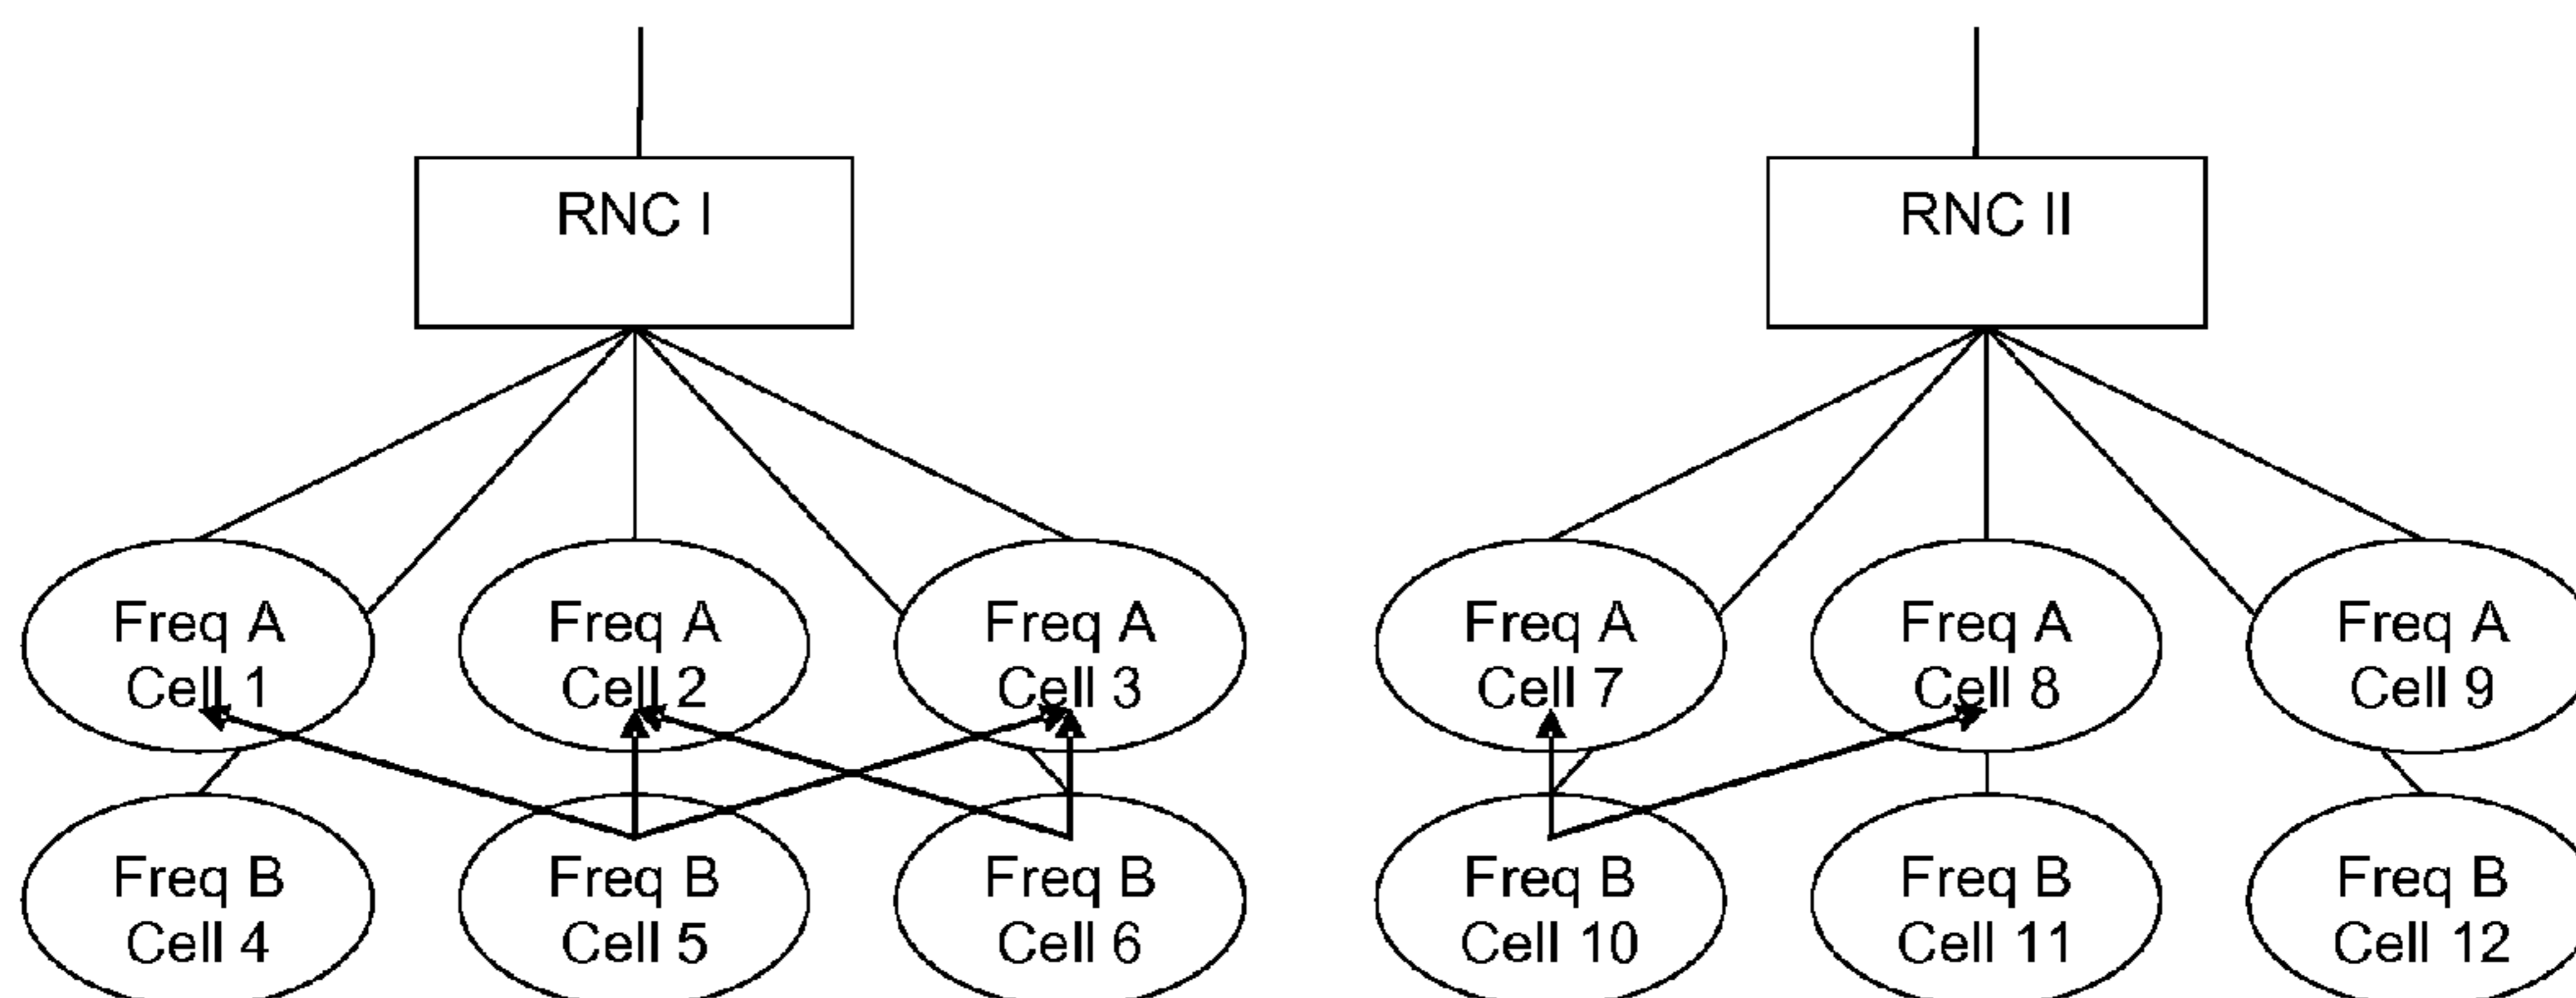 RNC I
RNC II
Freq A
Cell 1
Freq A
Cell 2
Freq A
Cell 3
Freq A
Cell 7
Freq A
Cell 8
Freq A
Cell 9
Freq B
Cell 4
Freq B
Cell 5
Freq B
Cell 6
Freq B
Cell 10
Freq B
Cell 11
Freq B
Cell 12